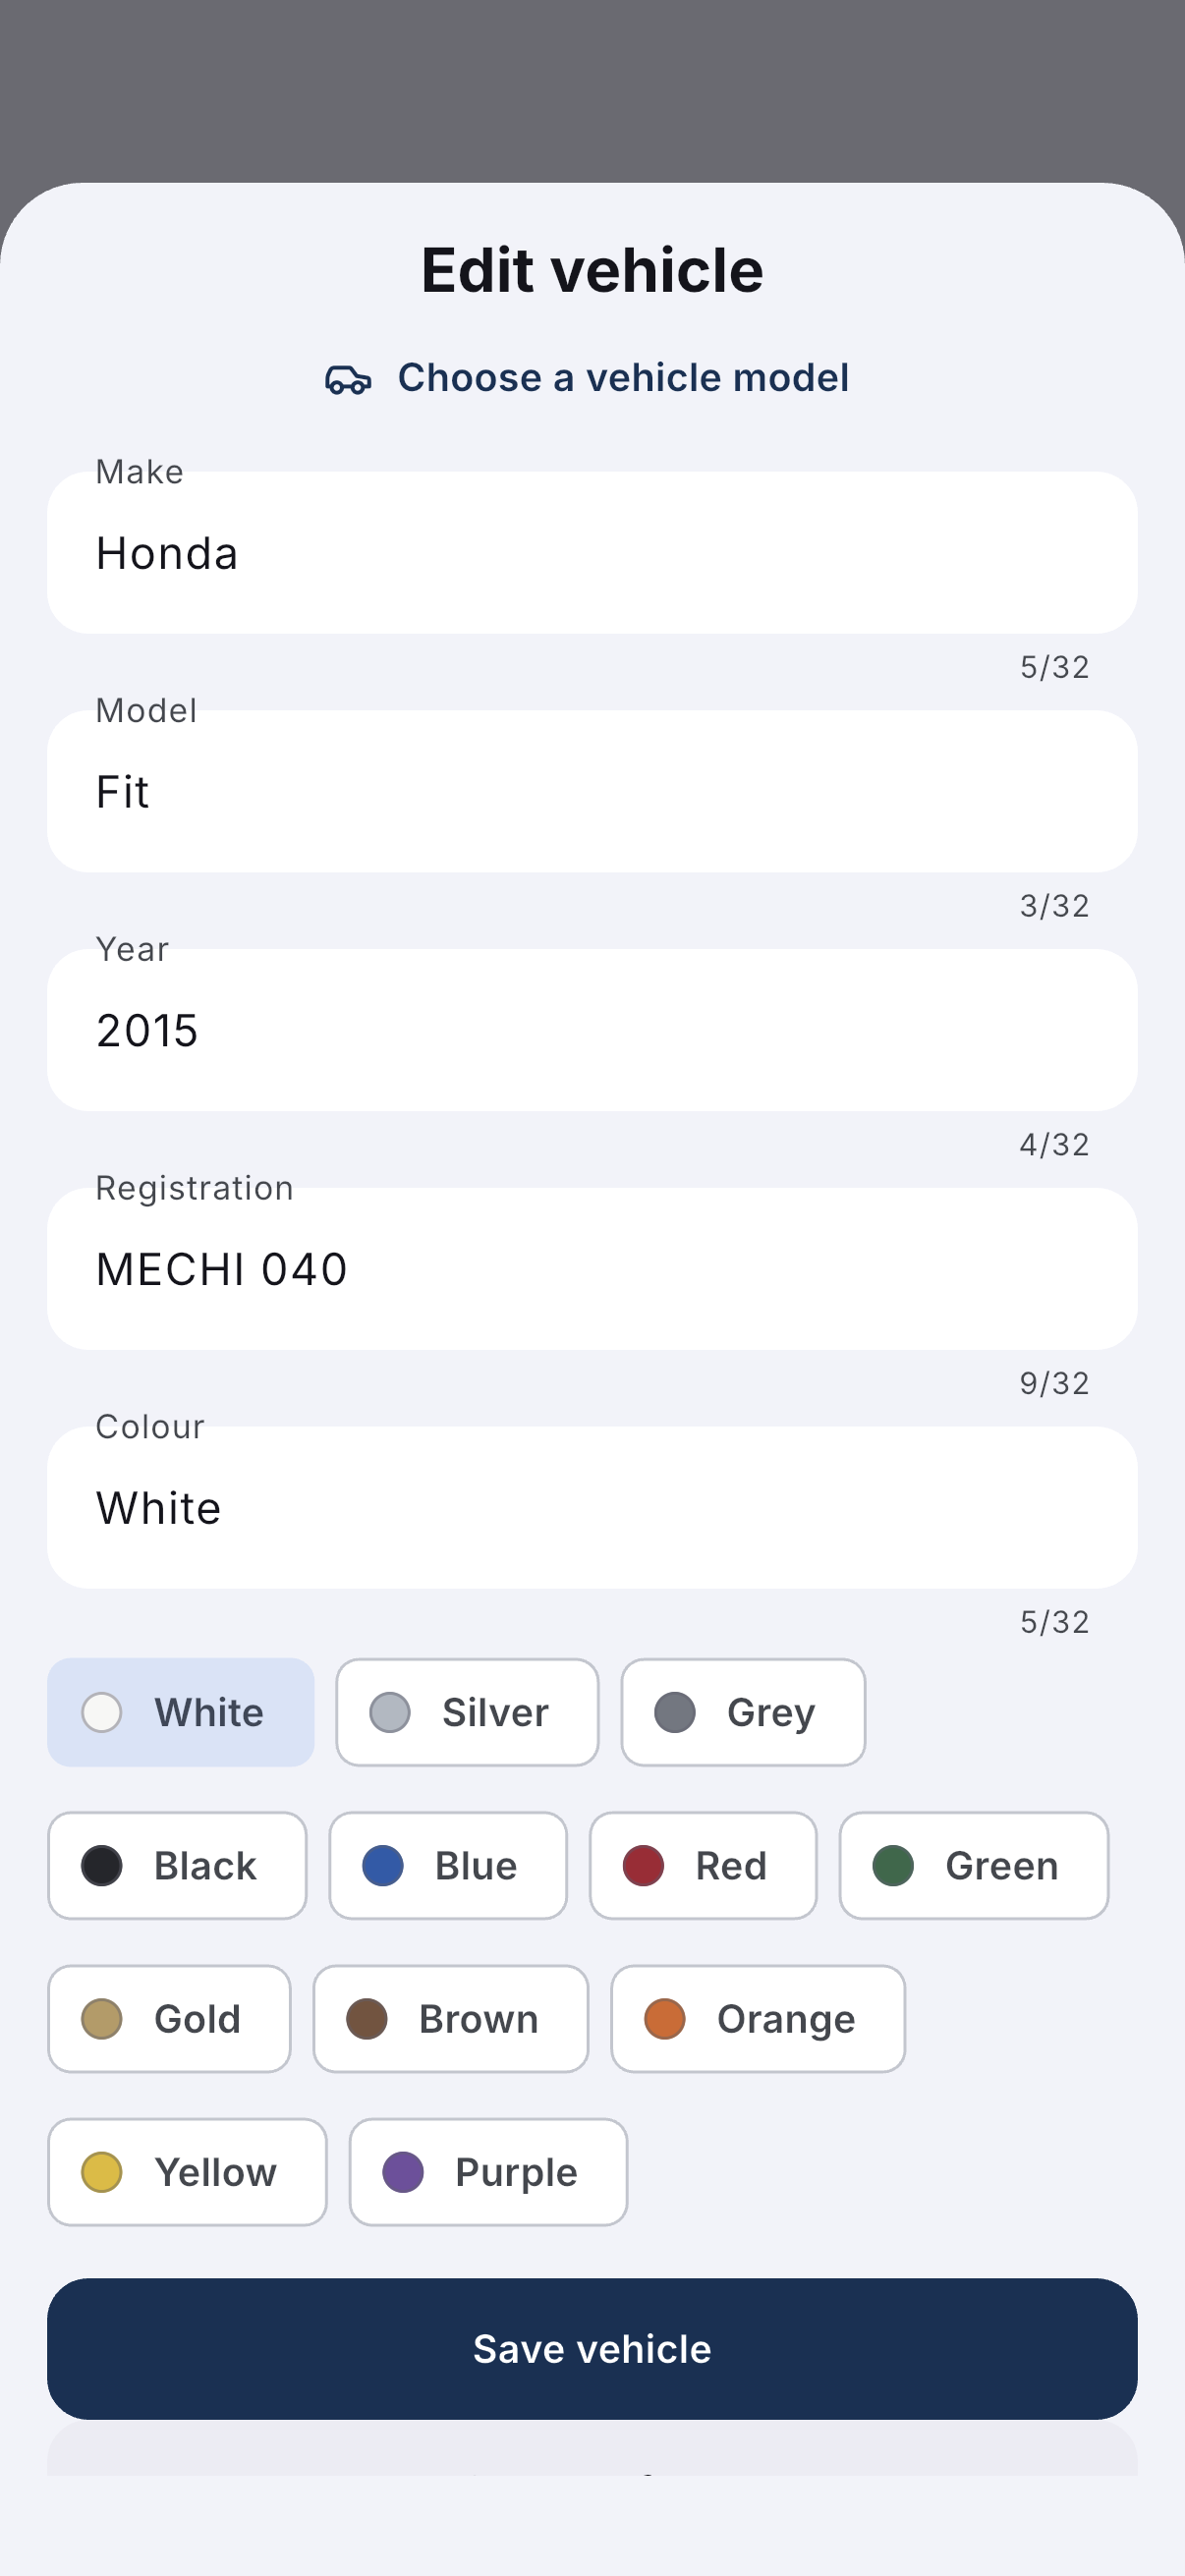 Edit vehicle
Choose a vehicle model
Make
Honda
5/32
Model
Fit
3/32
Year
2015
4/32
Registration
MECHI 040
9/32
Colour
White
5/32
White Silver Grey
Black Blue Red Green
Gold Brown Orange
Yellow Purple
Save vehicle